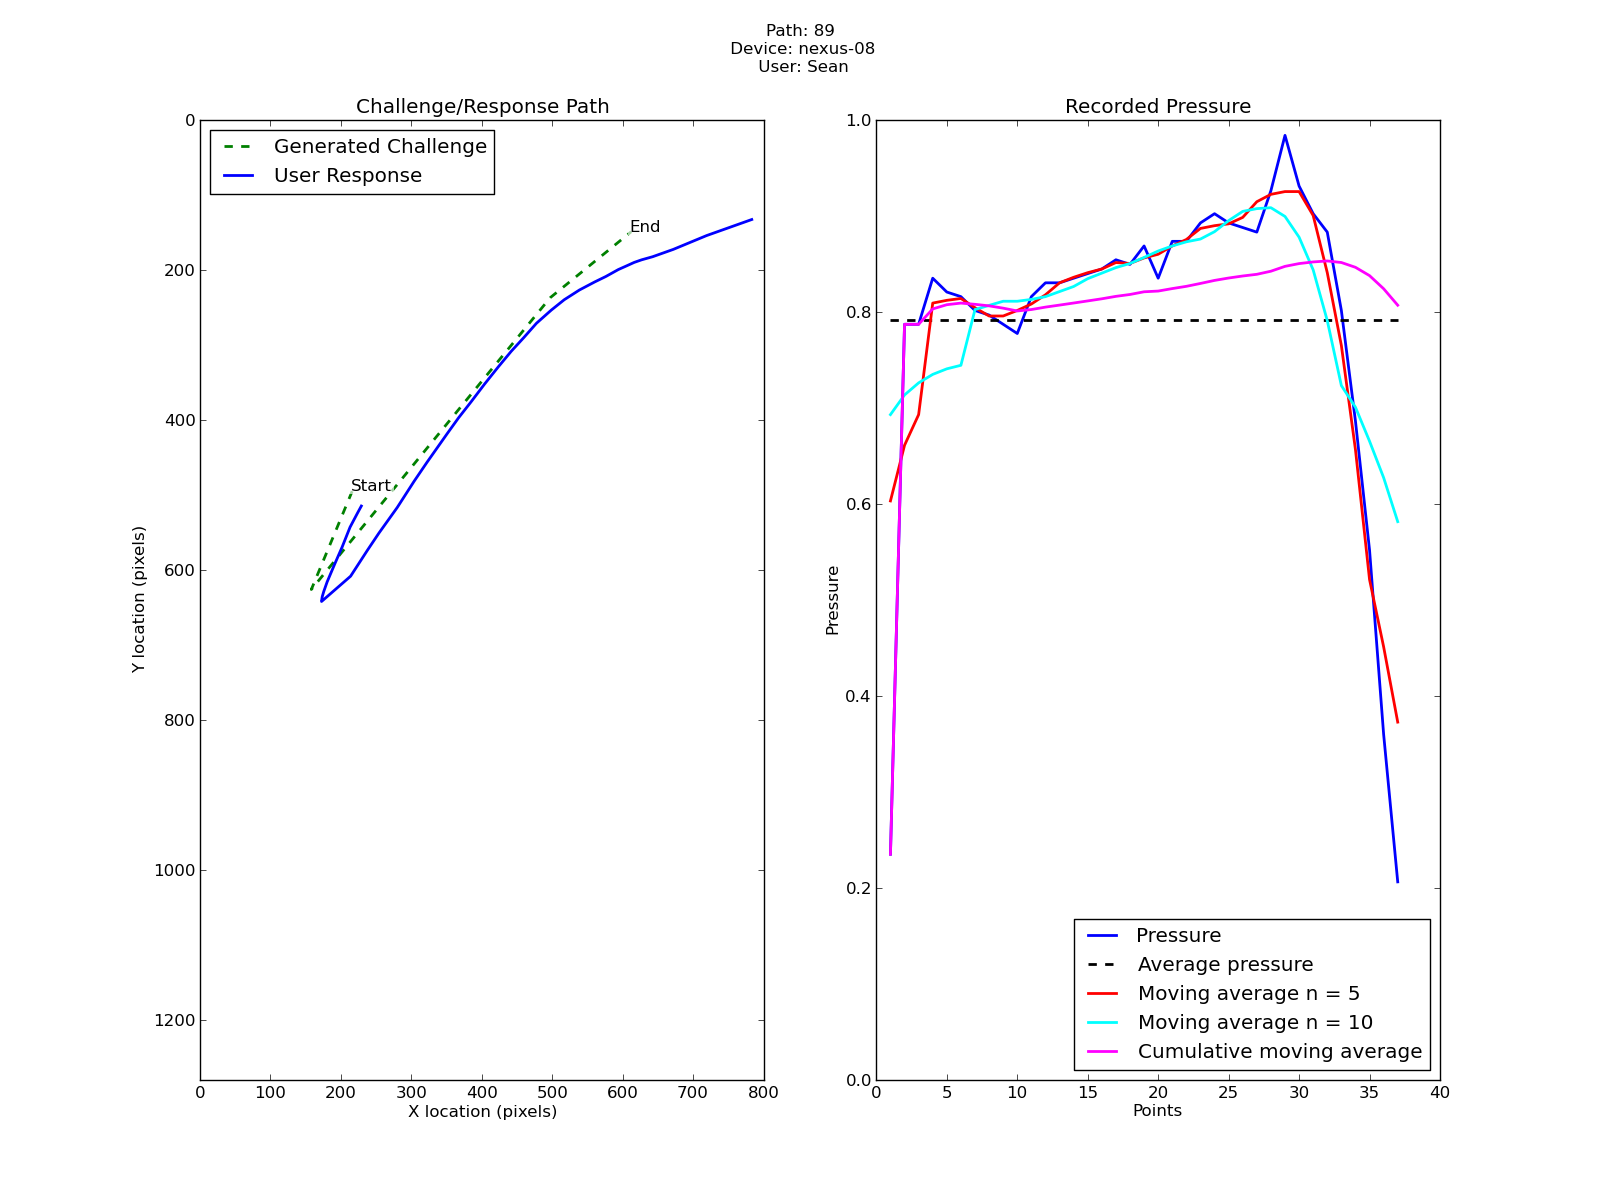 Path: 89
Device: nexus-08
User: Sean
Challenge/Response Path
Generated Challenge
User Response
End
Start
0
200
400
600
800
1000
1200
Y location (pixels)
0 100 200 300 400 500 600 700 800
X location (pixels)
Recorded Pressure
1.0
0.8
0.6
0.4
0.2
0.0
Pressure
Pressure
Average pressure
Moving average n = 5
Moving average n = 10
Cumulative moving average
0 5 10 15 20 25 30 35 40
Points